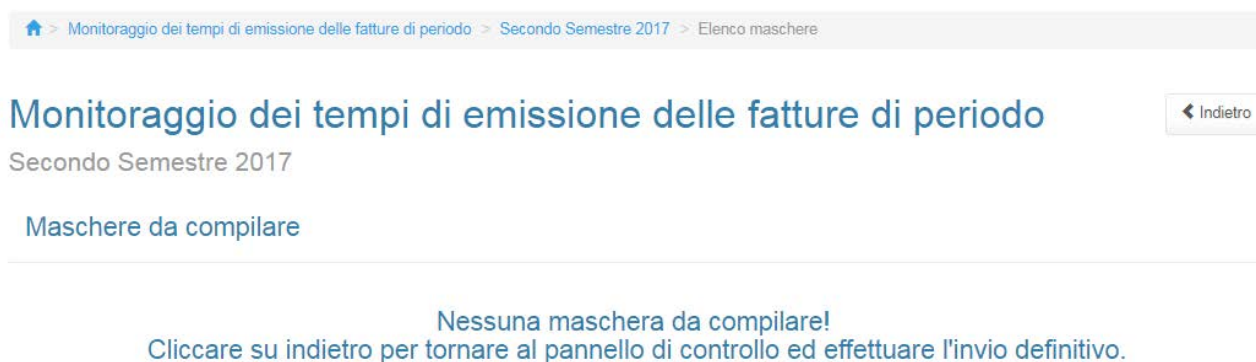 > Monitoraggio dei tempi di emissione delle fatture di periodo > Secondo Semestre 2017 > Elenco maschere
Monitoraggio dei tempi di emissione delle fatture di periodo
Indietro
Secondo Semestre 2017
Maschere da compilare
Nessuna maschera da compilare!
Cliccare su indietro per tornare al pannello di controllo ed effettuare l'invio definitivo.